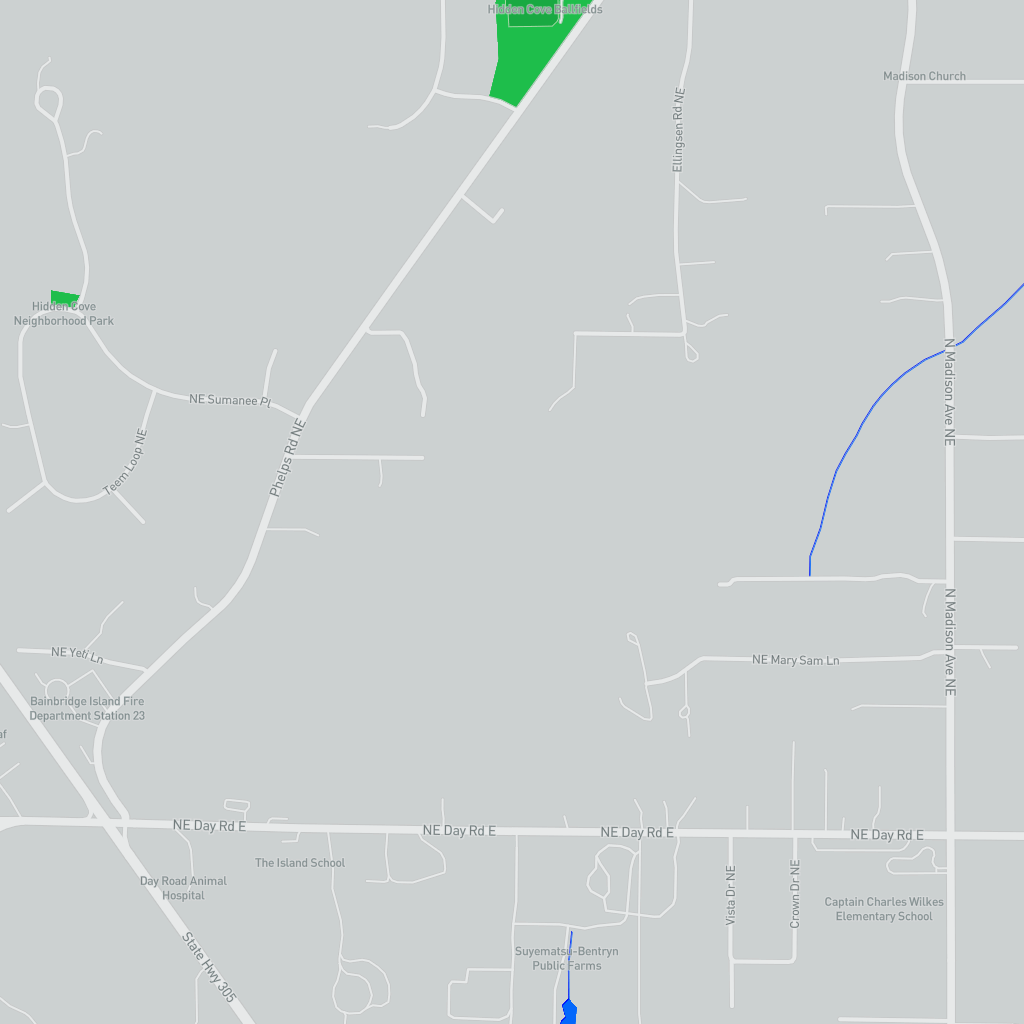 Hidden Cove Ballfields
Madison Church
Ellingsen Rd NE
Hidden Cove
Neighborhood Park
N Madison Ave NE
NE Sumanee Pl
Teem Loop NE
Phelps Rd NE
N Madison Ave NE
NE Yeti Ln
NE Mary Sam Ln
Bainbridge Island Fire
Department Station 23
af
NE Day Rd E
NE Day Rd E
NE Day Rd E
NE Day Rd E
The Island School
Day Road Animal
Hospital
Vista Dr NE
Crown Dr NE
Captain Charles Wilkes
Elementary School
State Hwy 305
Suyematsu-Bentryn
Public Farms